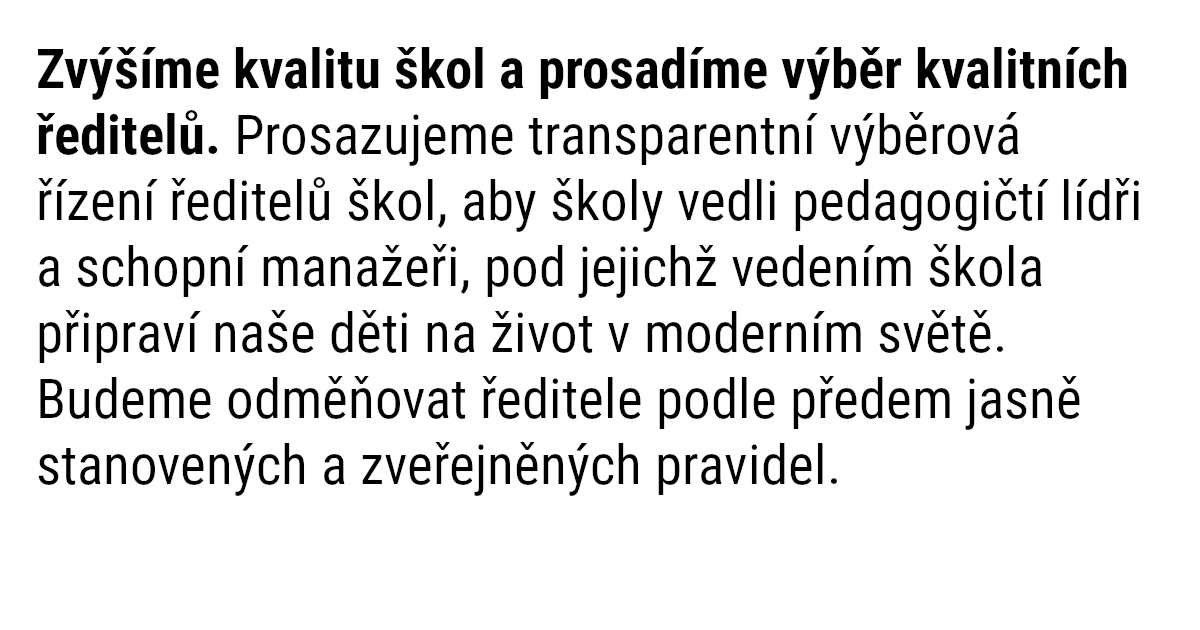 Zvýšíme kvalitu škol a prosadíme výběr kvalitních
ředitelů. Prosazujeme transparentní výběrová
řízení ředitelů škol, aby školy vedli pedagogičtí lídři
a schopní manažeři, pod jejichž vedením škola
připraví naše děti na život v moderním světě.
Budeme odměňovat ředitele podle předem jasně
stanovených a zveřejněných pravidel.